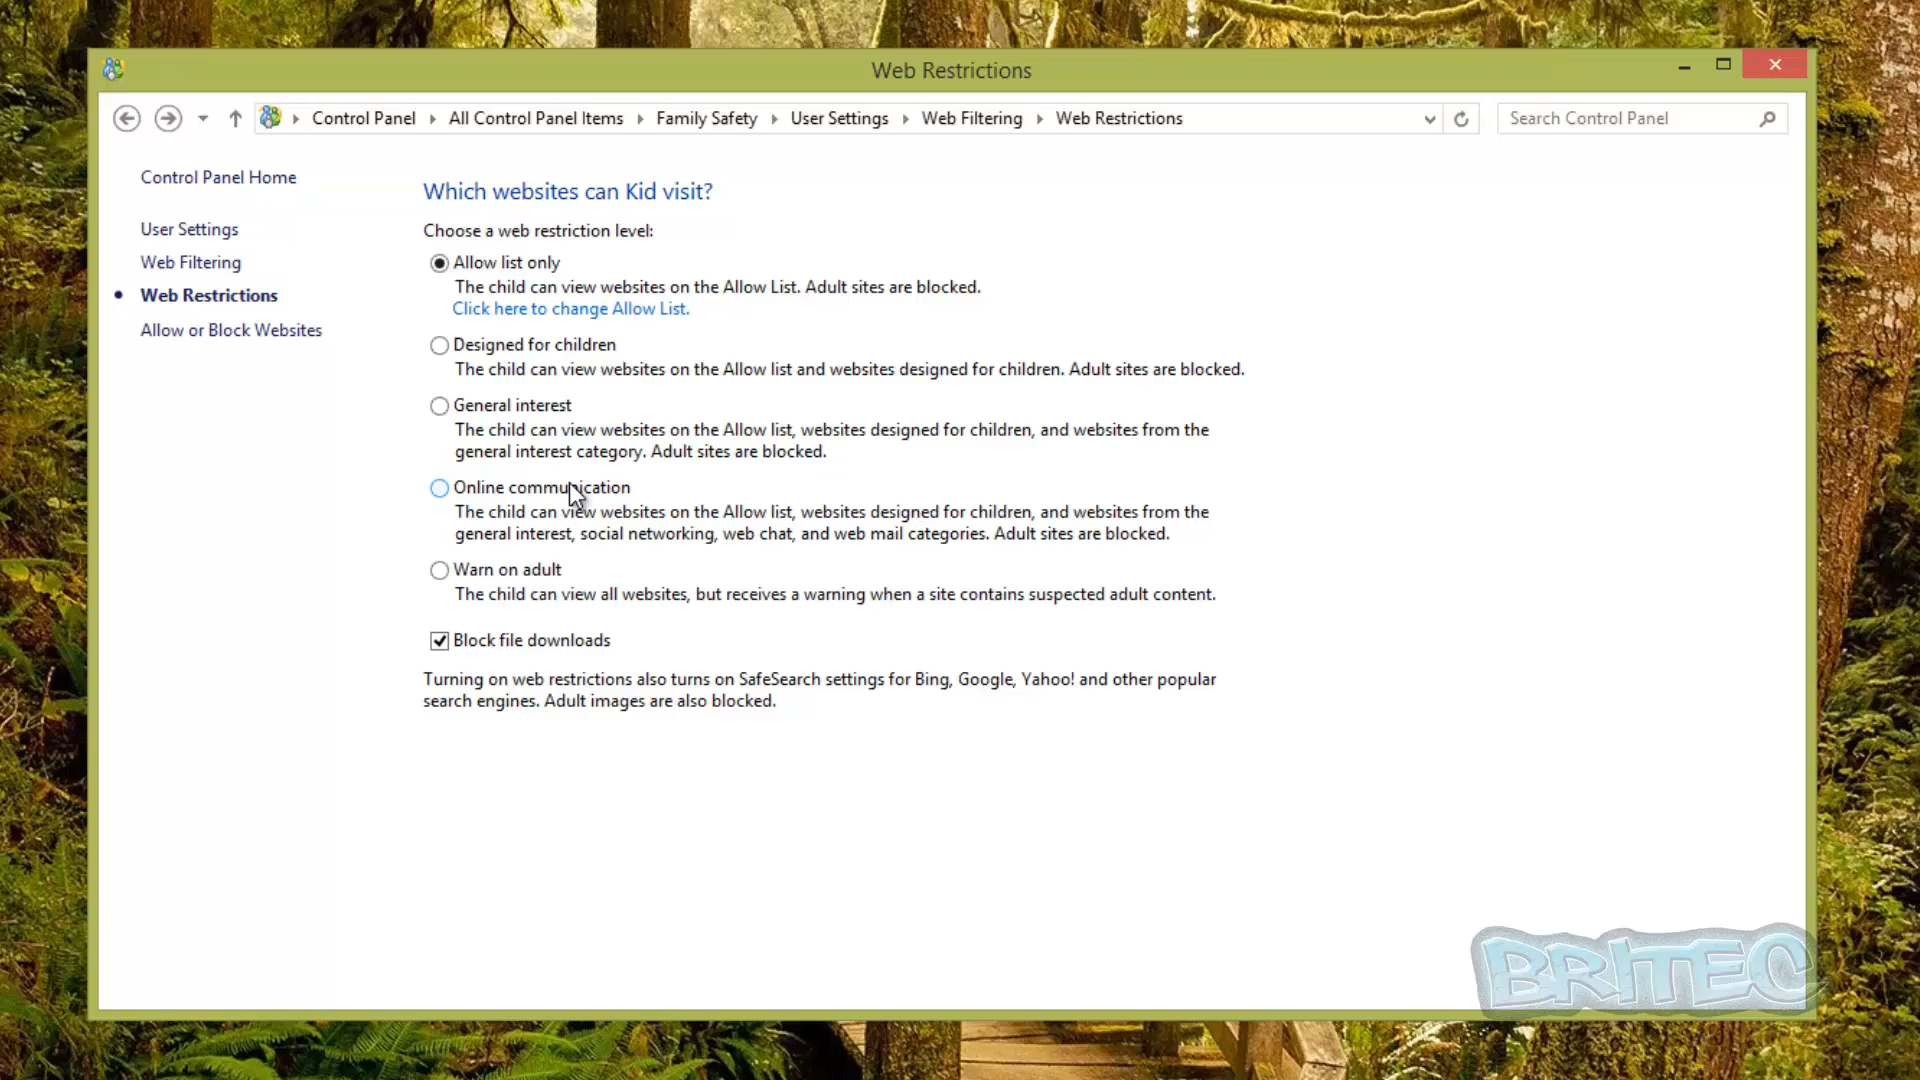 Web Restrictions
Control Panel
All Control Panel Items
Family Safety
User Settings
Web Filtering
Web Restrictions
Search Control Panel
Control Panel Home
User Settings
Web Filtering
Web Restrictions
Allow or Block Websites
Which websites can Kid visit?
Choose a web restriction level:
Allow list only
The child can view websites on the Allow List. Adult sites are blocked.
Click here to change Allow List.
Designed for children
The child can view websites on the Allow list and websites designed for children. Adult sites are blocked.
General interest
The child can view websites on the Allow list, websites designed for children, and websites from the
general interest category. Adult sites are blocked.
Online communication
The child can view websites on the Allow list, websites designed for children, and websites from the
general interest, social networking, web chat, and web mail categories. Adult sites are blocked.
Warn on adult
The child can view all websites, but receives a warning when a site contains suspected adult content.
Block file downloads
Turning on web restrictions also turns on SafeSearch settings for Bing, Google, Yahoo! and other popular
search engines. Adult images are also blocked.
BRITEC